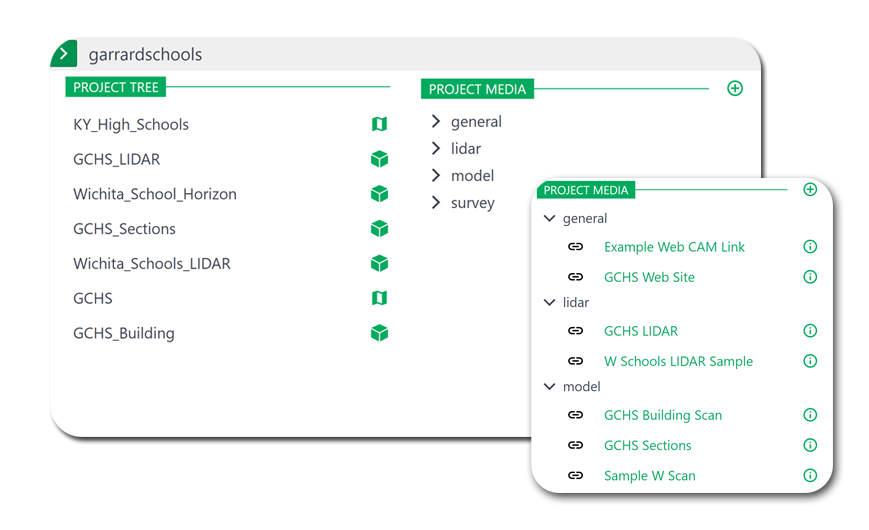 garrardschools
PROJECT TREE
KY_High_Schools
GCHS_LIDAR
Wichita_School_Horizon
GCHS_Sections
Wichita_Schools_LIDAR
GCHS
GCHS_Building
PROJECT MEDIA
general
lidar
model
survey
PROJECT MEDIA
general
Example Web CAM Link
GCHS Web Site
lidar
GCHS LIDAR
W Schools LIDAR Sample
model
GCHS Building Scan
GCHS Sections
Sample W Scan